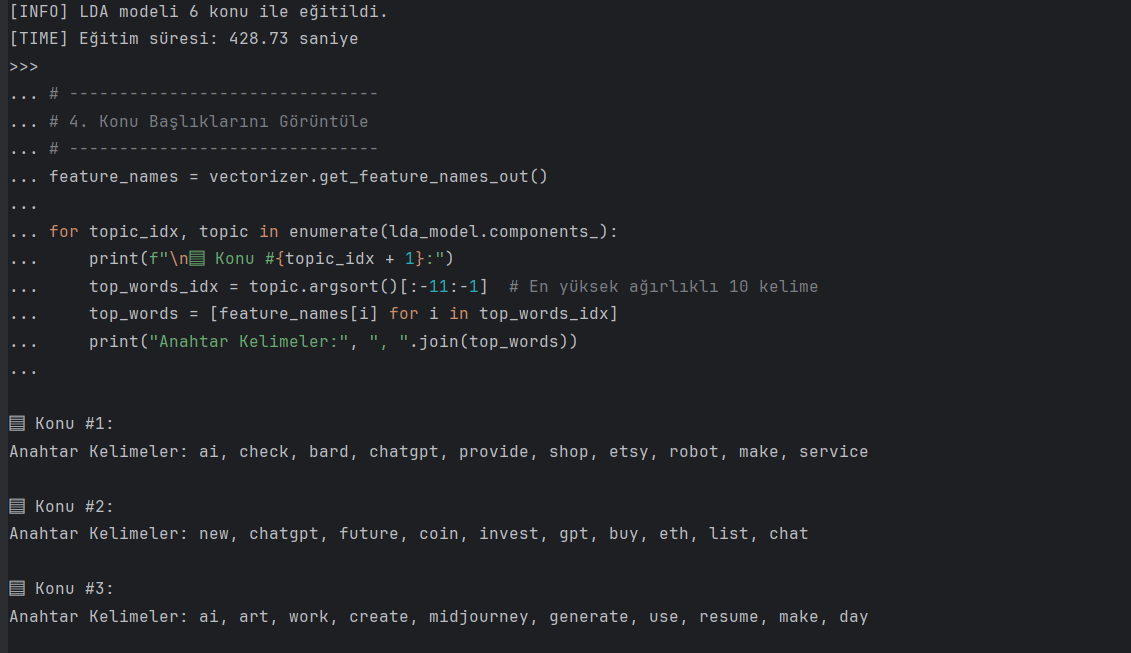 [INFO] LDA modeli 6 konu ile eğitildi.
[TIME] Eğitim süresi: 428.73 saniye
>>>
... # -------------------------------
... # 4. Konu Başlıklarını Görüntüle
... # -------------------------------
... feature_names = vectorizer.get_feature_names_out()
...
... for topic_idx, topic in enumerate(lda_model.components_):
...     print(f"\n▤ Konu #{topic_idx + 1}:")
...     top_words_idx = topic.argsort()[:-11:-1]  # En yüksek ağırlıklı 10 kelime
...     top_words = [feature_names[i] for i in top_words_idx]
...     print("Anahtar Kelimeler:", ", ".join(top_words))
...
▤ Konu #1:
Anahtar Kelimeler: ai, check, bard, chatgpt, provide, shop, etsy, robot, make, service
▤ Konu #2:
Anahtar Kelimeler: new, chatgpt, future, coin, invest, gpt, buy, eth, list, chat
▤ Konu #3:
Anahtar Kelimeler: ai, art, work, create, midjourney, generate, use, resume, make, day